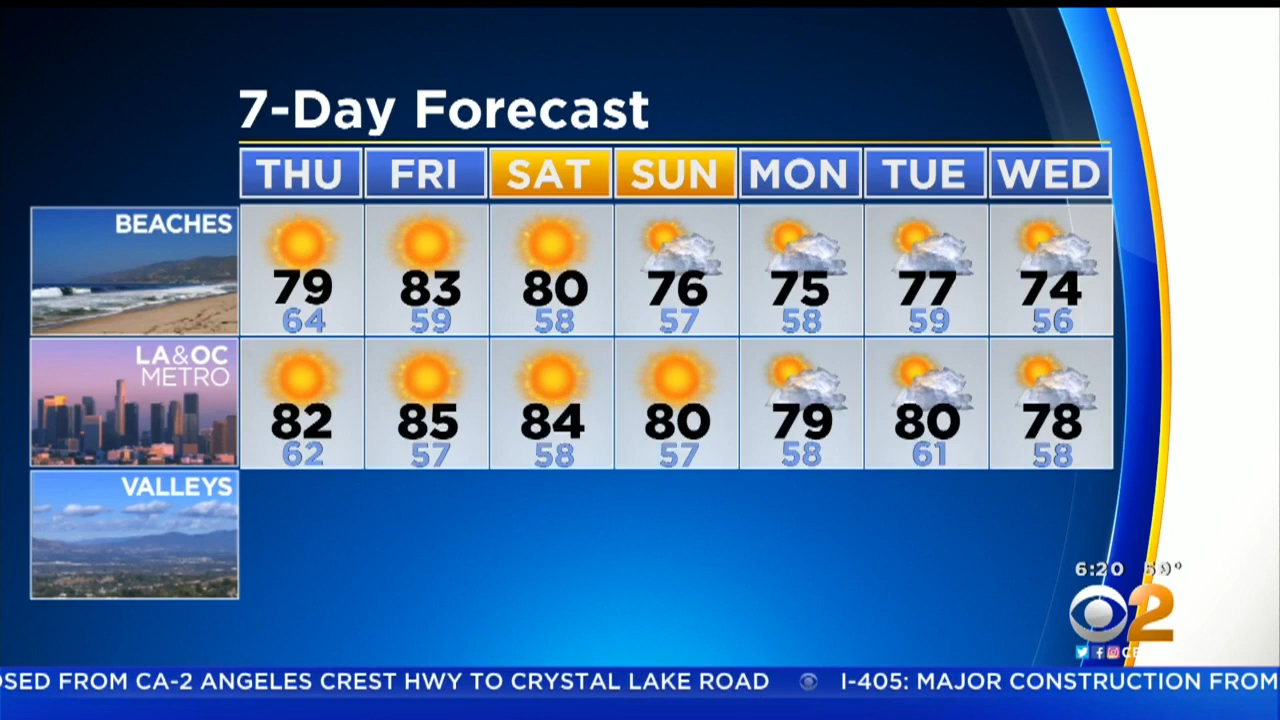 7-Day Forecast
THU FRI SAT SUN MON TUE WED
BEACHES
79 83 80 76 75 77 74
64 59 58 57 58 59 56
LA&OC
METRO
82 85 84 80 79 80 78
62 57 58 57 58 61 58
VALLEYS
6:20
2
OSED FROM CA-2 ANGELES CREST HWY TO CRYSTAL LAKE ROAD I-405: MAJOR CONSTRUCTION FROM